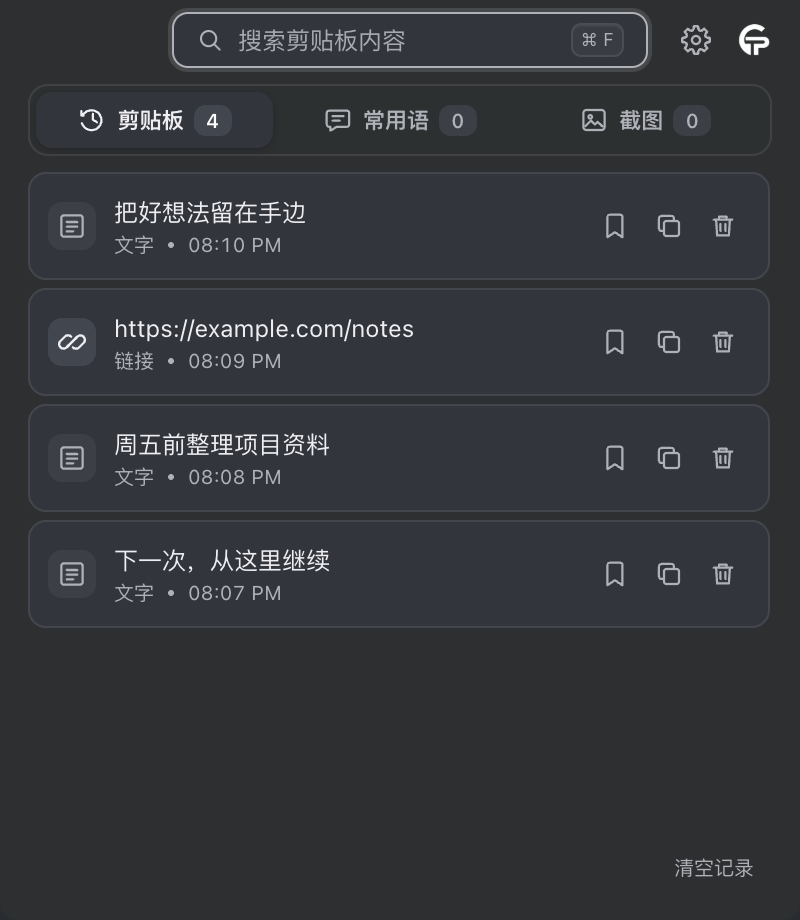 搜索剪贴板内容 ⌘ F
剪贴板 4 常用语 0 截图 0
把好想法留在手边
文字 • 08:10 PM
https://example.com/notes
链接 • 08:09 PM
周五前整理项目资料
文字 • 08:08 PM
下一次，从这里继续
文字 • 08:07 PM
清空记录